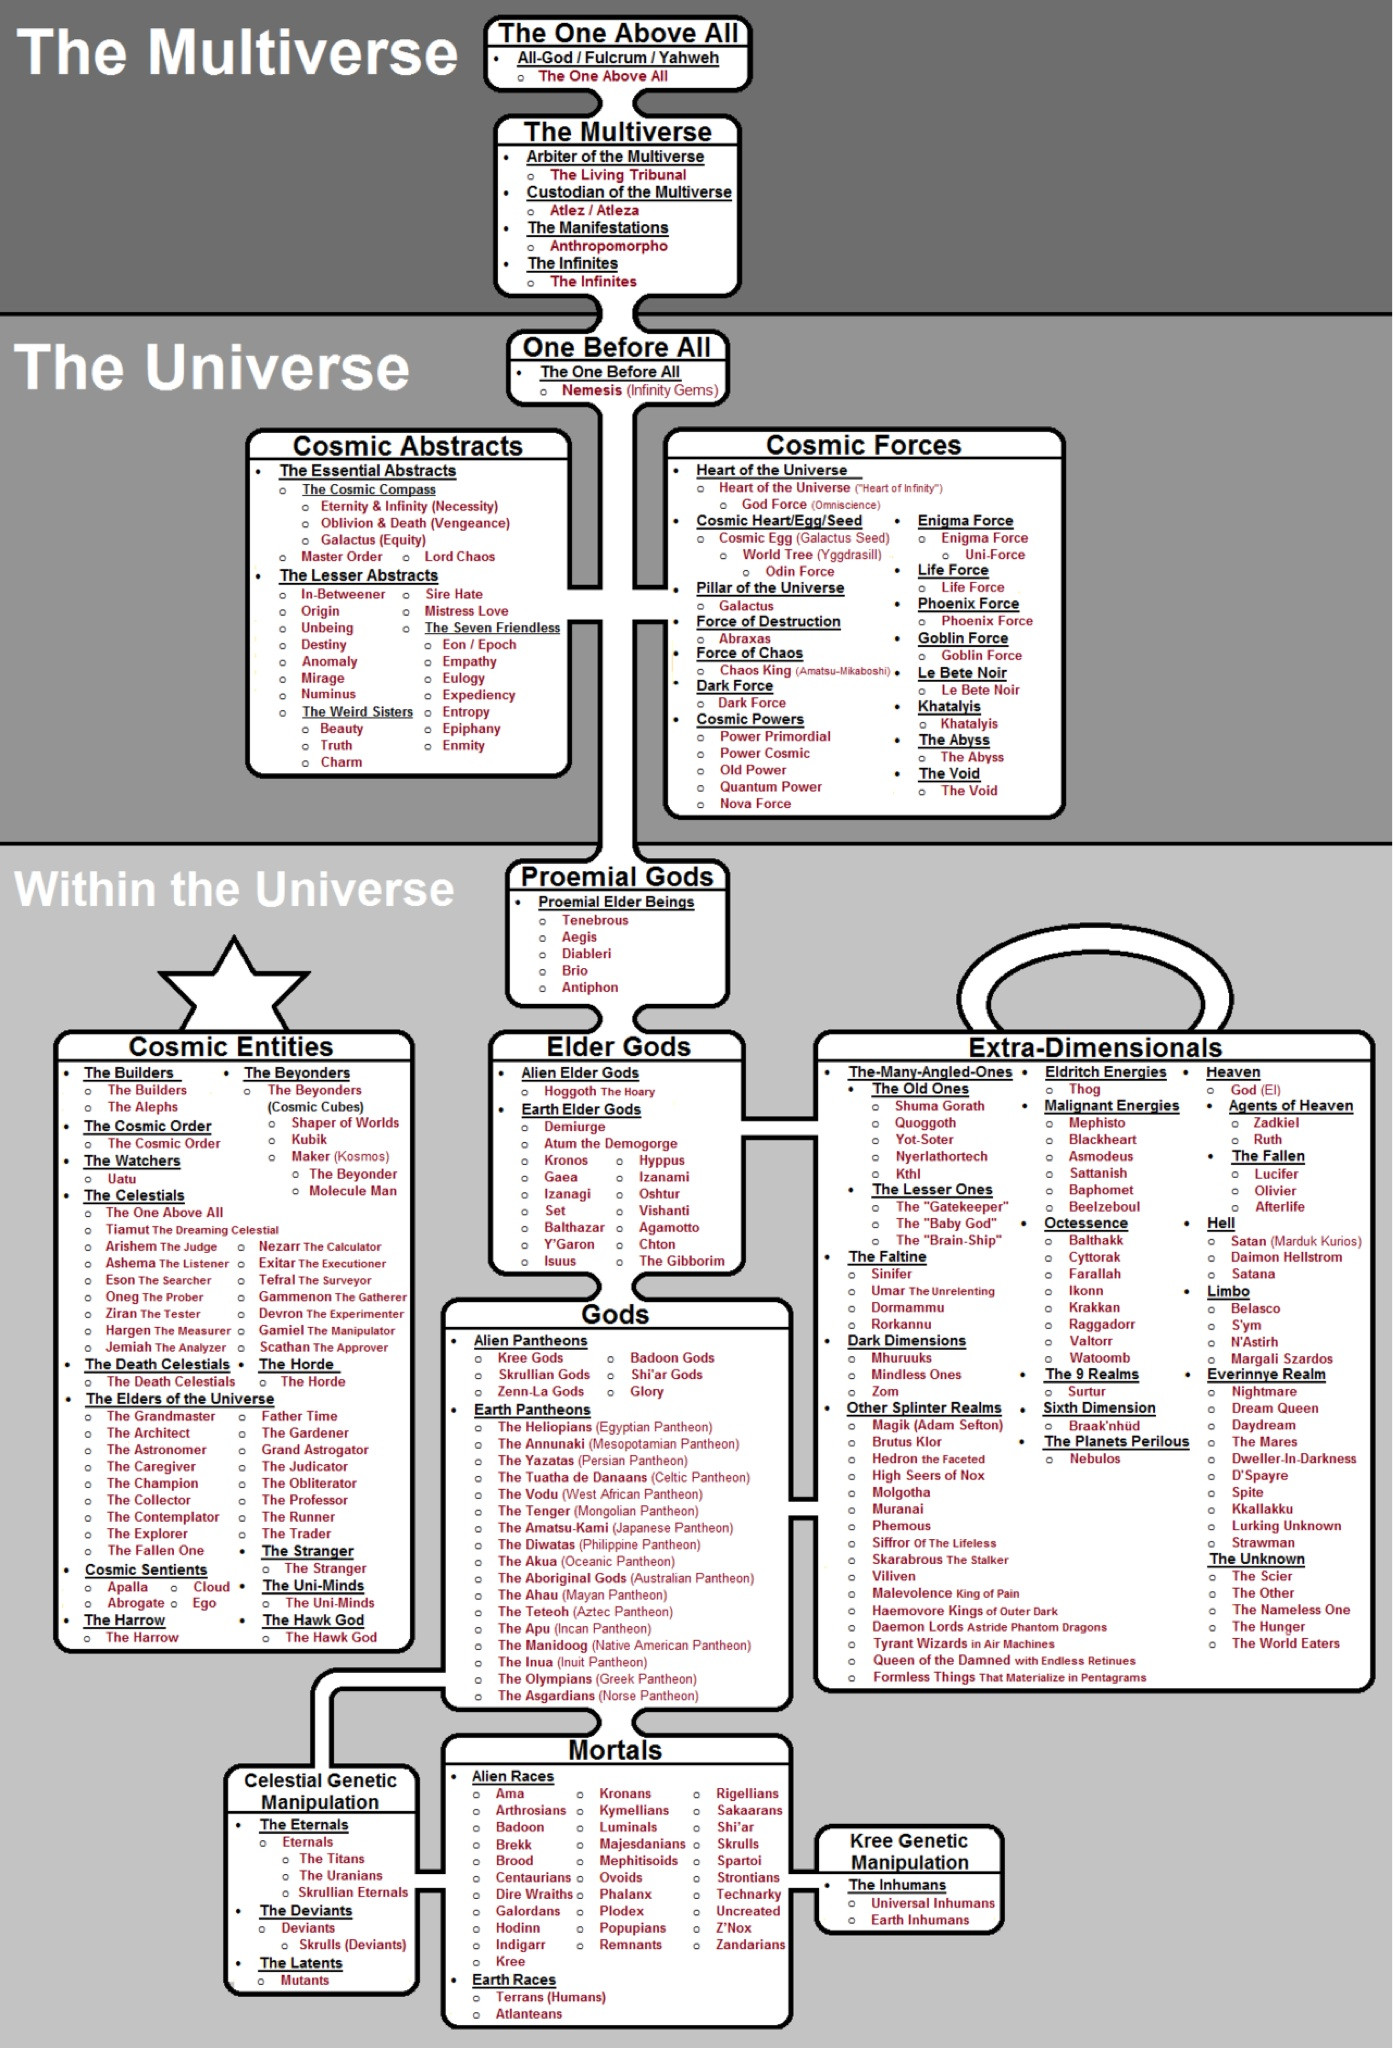 The Multiverse
The One Above All
All-God / Fulcrum / Yahweh
The One Above All
The Multiverse
Arbiter of the Multiverse
The Living Tribunal
Custodian of the Multiverse
Atlez / Atleza
The Manifestations
Anthropomorpho
The Infinites
The Infinites
The Universe
One Before All
The One Before All
Nemesis (Infinity Gems)
Cosmic Abstracts
The Essential Abstracts
The Cosmic Compass
Eternity & Infinity (Necessity)
Oblivion & Death (Vengeance)
Galactus (Equity)
Master Order
Lord Chaos
The Lesser Abstracts
In-Betweener
Origin
Unbeing
Destiny
Anomaly
Mirage
Numinus
The Weird Sisters
Beauty
Truth
Charm
Sire Hate
Mistress Love
The Seven Friendless
Eon / Epoch
Empathy
Eulogy
Expediency
Entropy
Epiphany
Enmity
Cosmic Forces
Heart of the Universe
Heart of the Universe ("Heart of Infinity")
God Force (Omniscience)
Cosmic Heart/Egg/Seed
Cosmic Egg (Galactus Seed)
World Tree (Yggdrasill)
Odin Force
Pillar of the Universe
Galactus
Force of Destruction
Abraxas
Force of Chaos
Chaos King (Amatsu-Mikaboshi)
Dark Force
Dark Force
Cosmic Powers
Power Primordial
Power Cosmic
Old Power
Quantum Power
Nova Force
Enigma Force
Enigma Force
Uni-Force
Life Force
Life Force
Phoenix Force
Phoenix Force
Goblin Force
Goblin Force
Le Bete Noir
Le Bete Noir
Khatalyis
Khatalyis
The Abyss
The Abyss
The Void
The Void
Within the Universe
Proemial Gods
Proemial Elder Beings
Tenebrous
Aegis
Diableri
Brio
Antiphon
Cosmic Entities
The Builders
The Builders
The Alephs
The Cosmic Order
The Cosmic Order
The Watchers
Uatu
The Beyonders
The Beyonders
(Cosmic Cubes)
Shaper of Worlds
Kubik
Maker (Kosmos)
The Beyonder
Molecule Man
The Celestials
The One Above All
Tiamut The Dreaming Celestial
Arishem The Judge
Ashema The Listener
Eson The Searcher
Oneg The Prober
Ziran The Tester
Hargen The Measurer
Jemiah The Analyzer
Nezarr The Calculator
Exitar The Executioner
Tefral The Surveyor
Gammenon The Gatherer
Devron The Experimenter
Gamiel The Manipulator
Scathan The Approver
The Death Celestials
The Death Celestials
The Horde
The Horde
The Elders of the Universe
The Grandmaster
The Architect
The Astronomer
The Caregiver
The Champion
The Collector
The Contemplator
The Explorer
The Fallen One
Father Time
The Gardener
Grand Astrogator
The Judicator
The Obliterator
The Professor
The Runner
The Trader
Cosmic Sentients
Apalla
Cloud
Abrogate
Ego
The Harrow
The Harrow
The Stranger
The Stranger
The Uni-Minds
The Uni-Minds
The Hawk God
The Hawk God
Elder Gods
Alien Elder Gods
Hoggoth The Hoary
Earth Elder Gods
Demiurge
Atum the Demogorge
Kronos
Gaea
Izanagi
Set
Balthazar
Y'Garon
Isuus
Hyppus
Izanami
Oshtur
Vishanti
Agamotto
Chton
The Gibborim
Extra-Dimensionals
The-Many-Angled-Ones
The Old Ones
Shuma Gorath
Quoggoth
Yot-Soter
Nyerlathortech
Kthl
The Lesser Ones
The "Gatekeeper"
The "Baby God"
The "Brain-Ship"
The Faltine
Sinifer
Umar The Unrelenting
Dormammu
Rorkannu
Dark Dimensions
Mhuruuks
Mindless Ones
Zom
Other Splinter Realms
Magik (Adam Sefton)
Brutus Klor
Hedron the Faceted
High Seers of Nox
Molgotha
Muranai
Phemous
Siffror Of The Lifeless
Skarabrous The Stalker
Viliven
Malevolence King of Pain
Haemovore Kings of Outer Dark
Daemon Lords Astride Phantom Dragons
Tyrant Wizards in Air Machines
Queen of the Damned with Endless Retinues
Formless Things That Materialize in Pentagrams
Eldritch Energies
Thog
Malignant Energies
Mephisto
Blackheart
Asmodeus
Sattanish
Baphomet
Beelzeboul
Octessence
Balthakk
Cyttorak
Farallah
Ikonn
Krakkan
Raggadorr
Valtorr
Watoomb
The 9 Realms
Surtur
Sixth Dimension
Braak'nhüd
The Planets Perilous
Nebulos
Heaven
God (El)
Agents of Heaven
Zadkiel
Ruth
The Fallen
Lucifer
Olivier
Afterlife
Hell
Satan (Marduk Kurios)
Daimon Hellstrom
Satana
Limbo
Belasco
S'ym
N'Astirh
Margali Szardos
Everinnye Realm
Nightmare
Dream Queen
Daydream
The Mares
Dweller-In-Darkness
D'Spayre
Spite
Kkallakku
Lurking Unknown
Strawman
The Unknown
The Scier
The Other
The Nameless One
The Hunger
The World Eaters
Gods
Alien Pantheons
Kree Gods
Skrullian Gods
Zenn-La Gods
Badoon Gods
Shi'ar Gods
Glory
Earth Pantheons
The Heliopians (Egyptian Pantheon)
The Annunaki (Mesopotamian Pantheon)
The Yazatas (Persian Pantheon)
The Tuatha de Danaans (Celtic Pantheon)
The Vodu (West African Pantheon)
The Tenger (Mongolian Pantheon)
The Amatsu-Kami (Japanese Pantheon)
The Diwatas (Philippine Pantheon)
The Akua (Oceanic Pantheon)
The Aboriginal Gods (Australian Pantheon)
The Ahau (Mayan Pantheon)
The Teteoh (Aztec Pantheon)
The Apu (Incan Pantheon)
The Manidoog (Native American Pantheon)
The Inua (Inuit Pantheon)
The Olympians (Greek Pantheon)
The Asgardians (Norse Pantheon)
Celestial Genetic
Manipulation
The Eternals
Eternals
The Titans
The Uranians
Skrullian Eternals
The Deviants
Deviants
Skrulls (Deviants)
The Latents
Mutants
Mortals
Alien Races
Ama
Arthrosians
Badoon
Brekk
Brood
Centaurians
Dire Wraiths
Galordans
Hodinn
Indigarr
Kree
Kronans
Kymellians
Luminals
Majesdanians
Mephitisoids
Ovoids
Phalanx
Plodex
Popupians
Remnants
Rigellians
Sakaarans
Shi'ar
Skrulls
Spartoi
Strontians
Technarky
Uncreated
Z'Nox
Zandarians
Earth Races
Terrans (Humans)
Atlanteans
Kree Genetic
Manipulation
The Inhumans
Universal Inhumans
Earth Inhumans